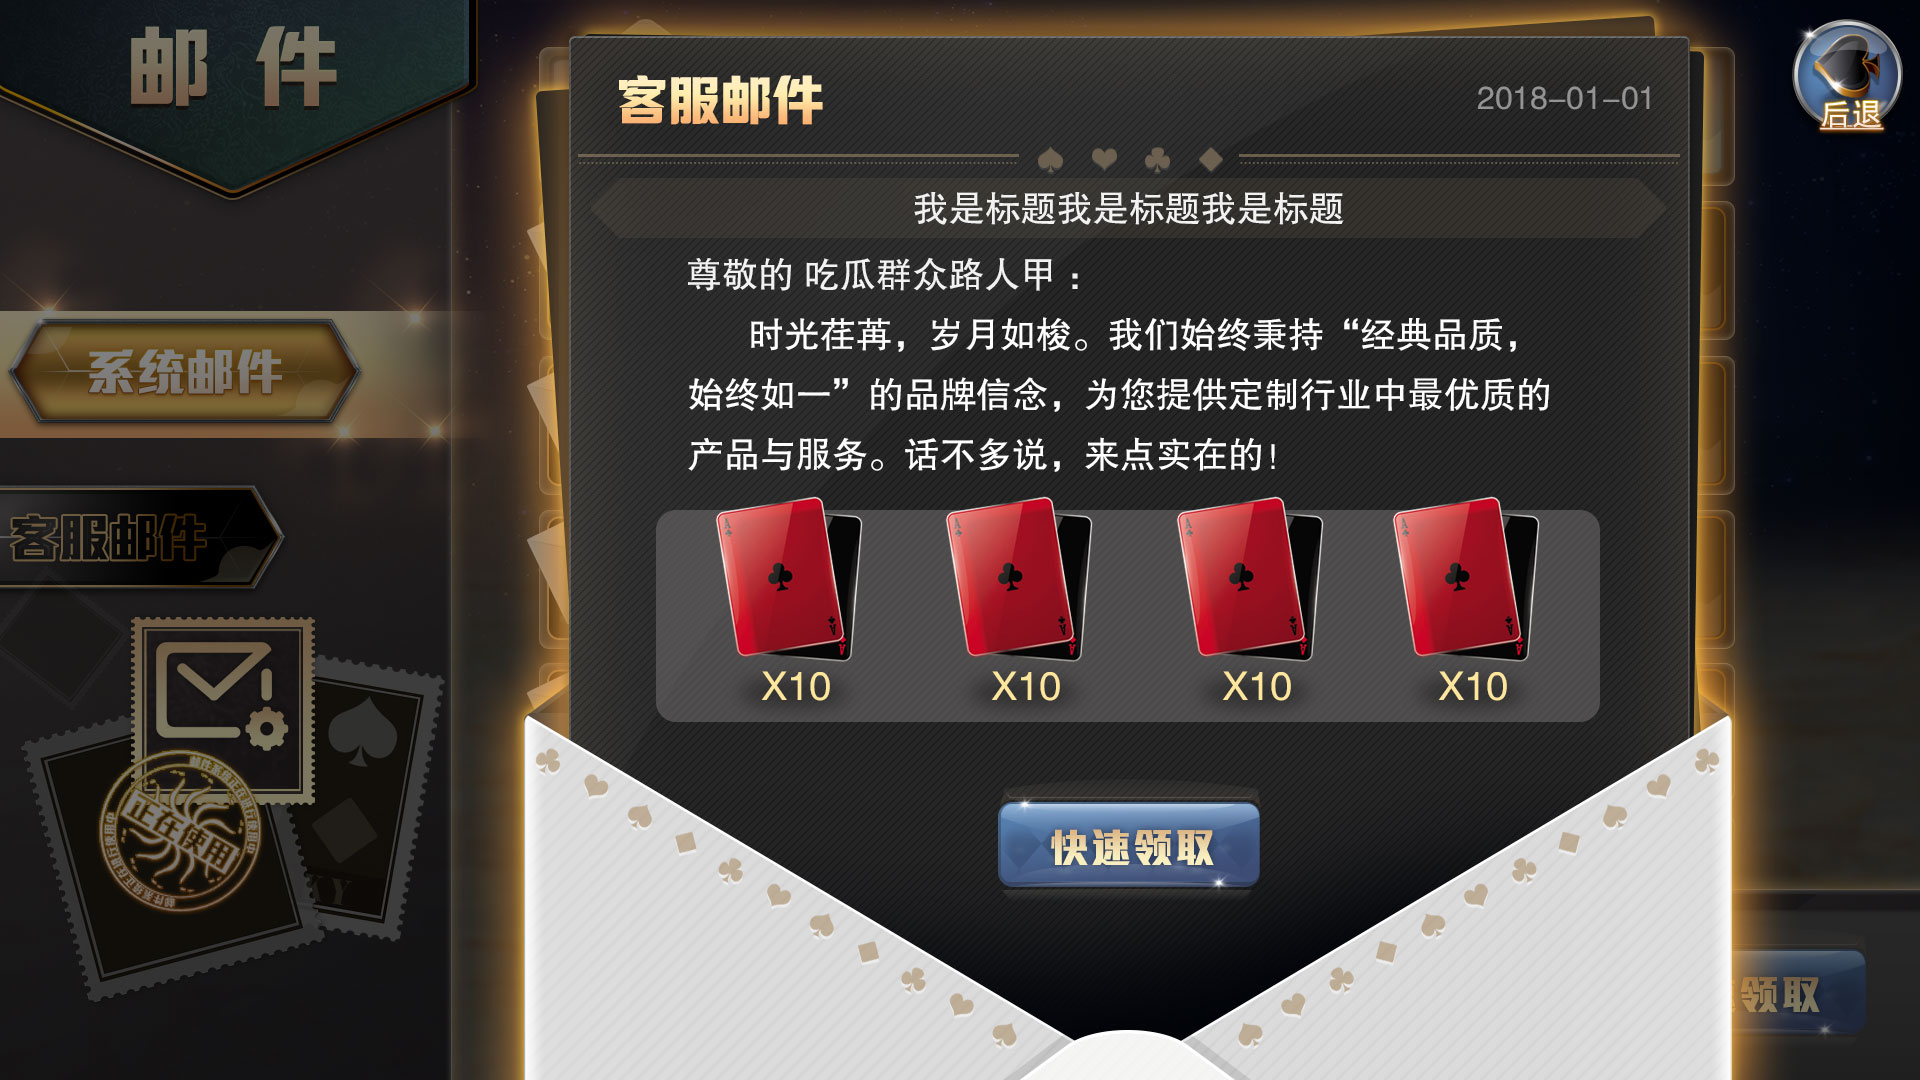 邮 件
后退
系统邮件
客服邮件
正在使用
客服邮件
2018-01-01
我是标题我是标题我是标题
尊敬的 吃瓜群众路人甲：
时光荏苒，岁月如梭。我们始终秉持“经典品质，
始终如一”的品牌信念，为您提供定制行业中最优质的
产品与服务。话不多说，来点实在的！
X10 X10 X10 X10
快速领取
领取